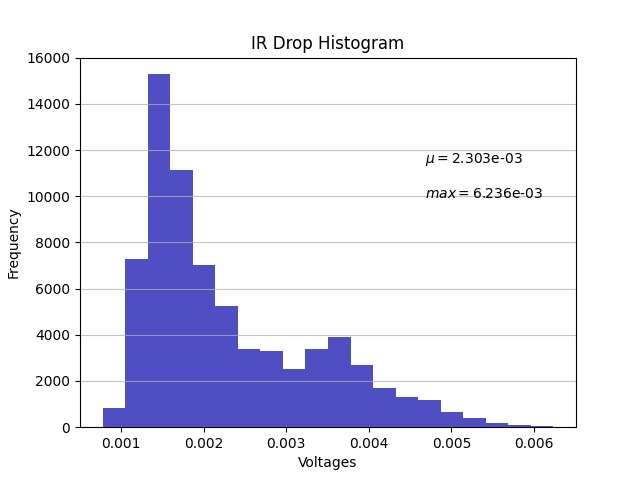 IR Drop Histogram
16000
14000
12000
10000
8000
6000
4000
2000
0
Frequency
μ = 2.303e-03
max = 6.236e-03
0.001 0.002 0.003 0.004 0.005 0.006
Voltages